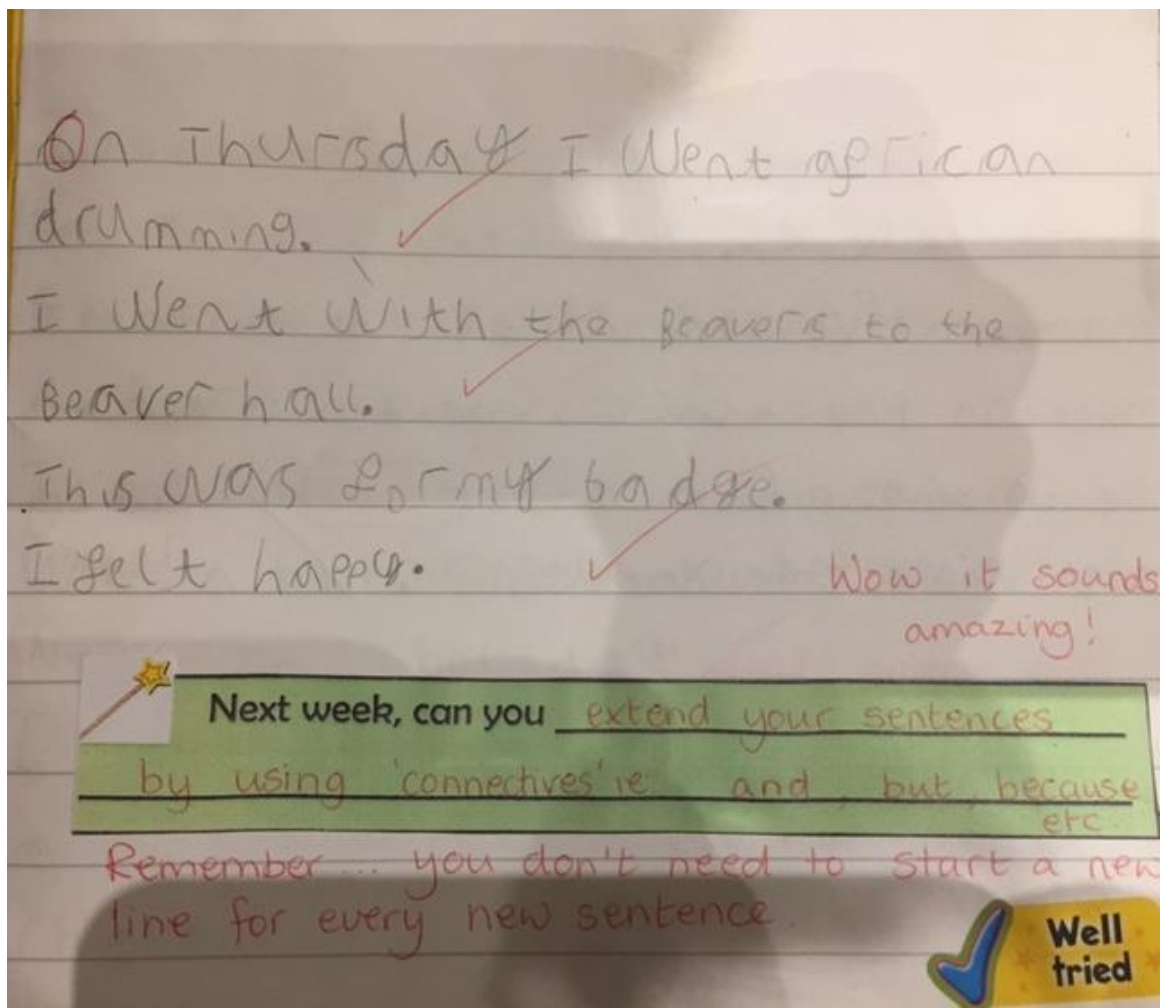 On Thursday I Went african
drumming.
I Went With the Beavers to the
Beaver hall.
This was for my badge.
I felt happy.
Wow it sounds
amazing!
Next week, can you extend your sentences
by using 'connectives' ie. and, but, because
etc
Remember... you don't need to start a new
line for every new sentence.
Well
tried